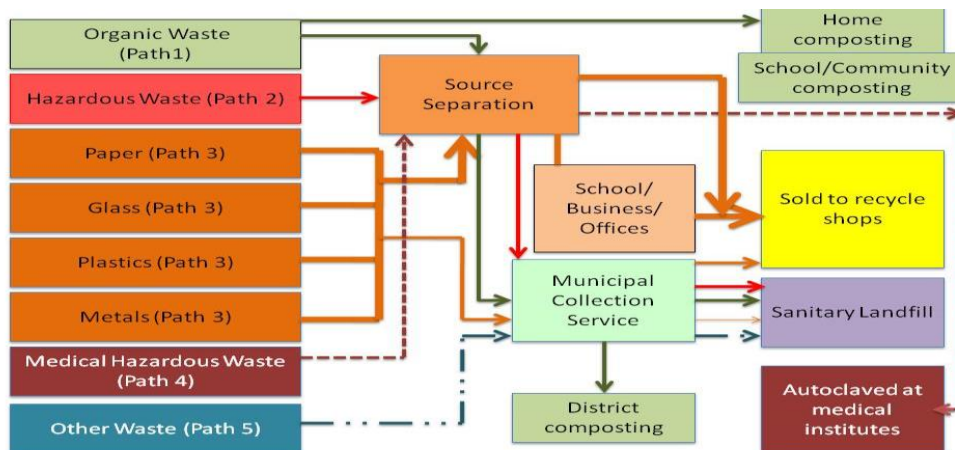 Organic Waste
(Path1)
Hazardous Waste (Path 2)
Paper (Path 3)
Glass (Path 3)
Plastics (Path 3)
Metals (Path 3)
Medical Hazardous Waste
(Path 4)
Other Waste (Path 5)
Source
Separation
School/
Business/
Offices
Municipal
Collection
Service
District
composting
Home
composting
School/Community
composting
Sold to recycle
shops
Sanitary Landfill
Autoclaved at
medical
institutes